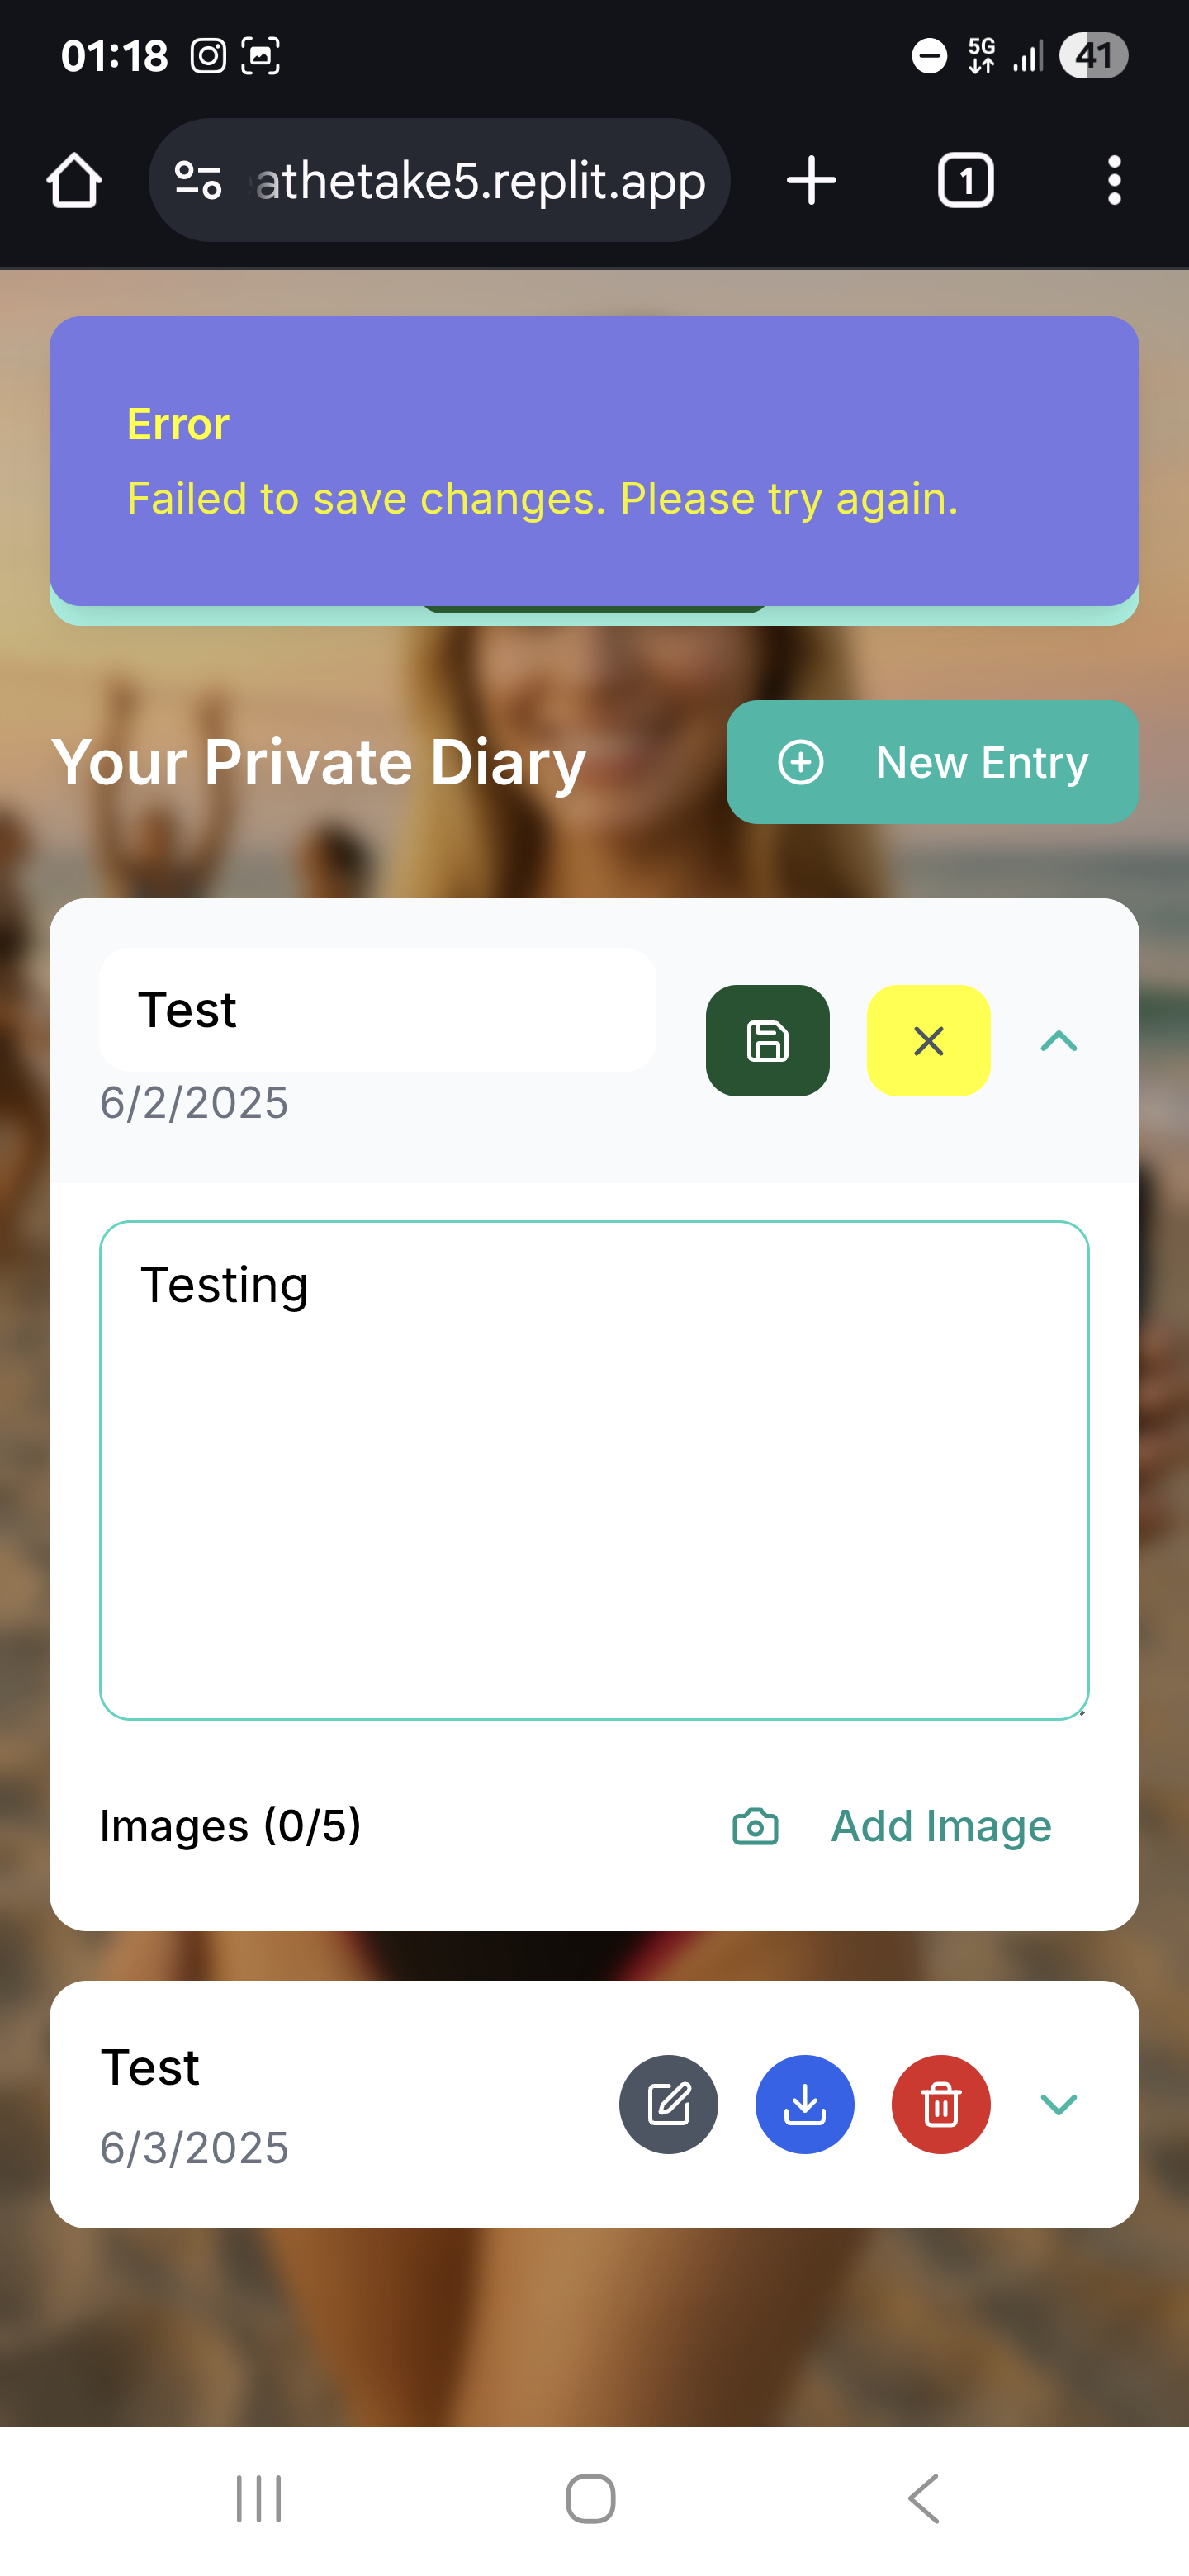 01:18
5G
41
athetake5.replit.app
1
Error
Failed to save changes. Please try again.
Your Private Diary
New Entry
Test
6/2/2025
Testing
Images (0/5)
Add Image
Test
6/3/2025